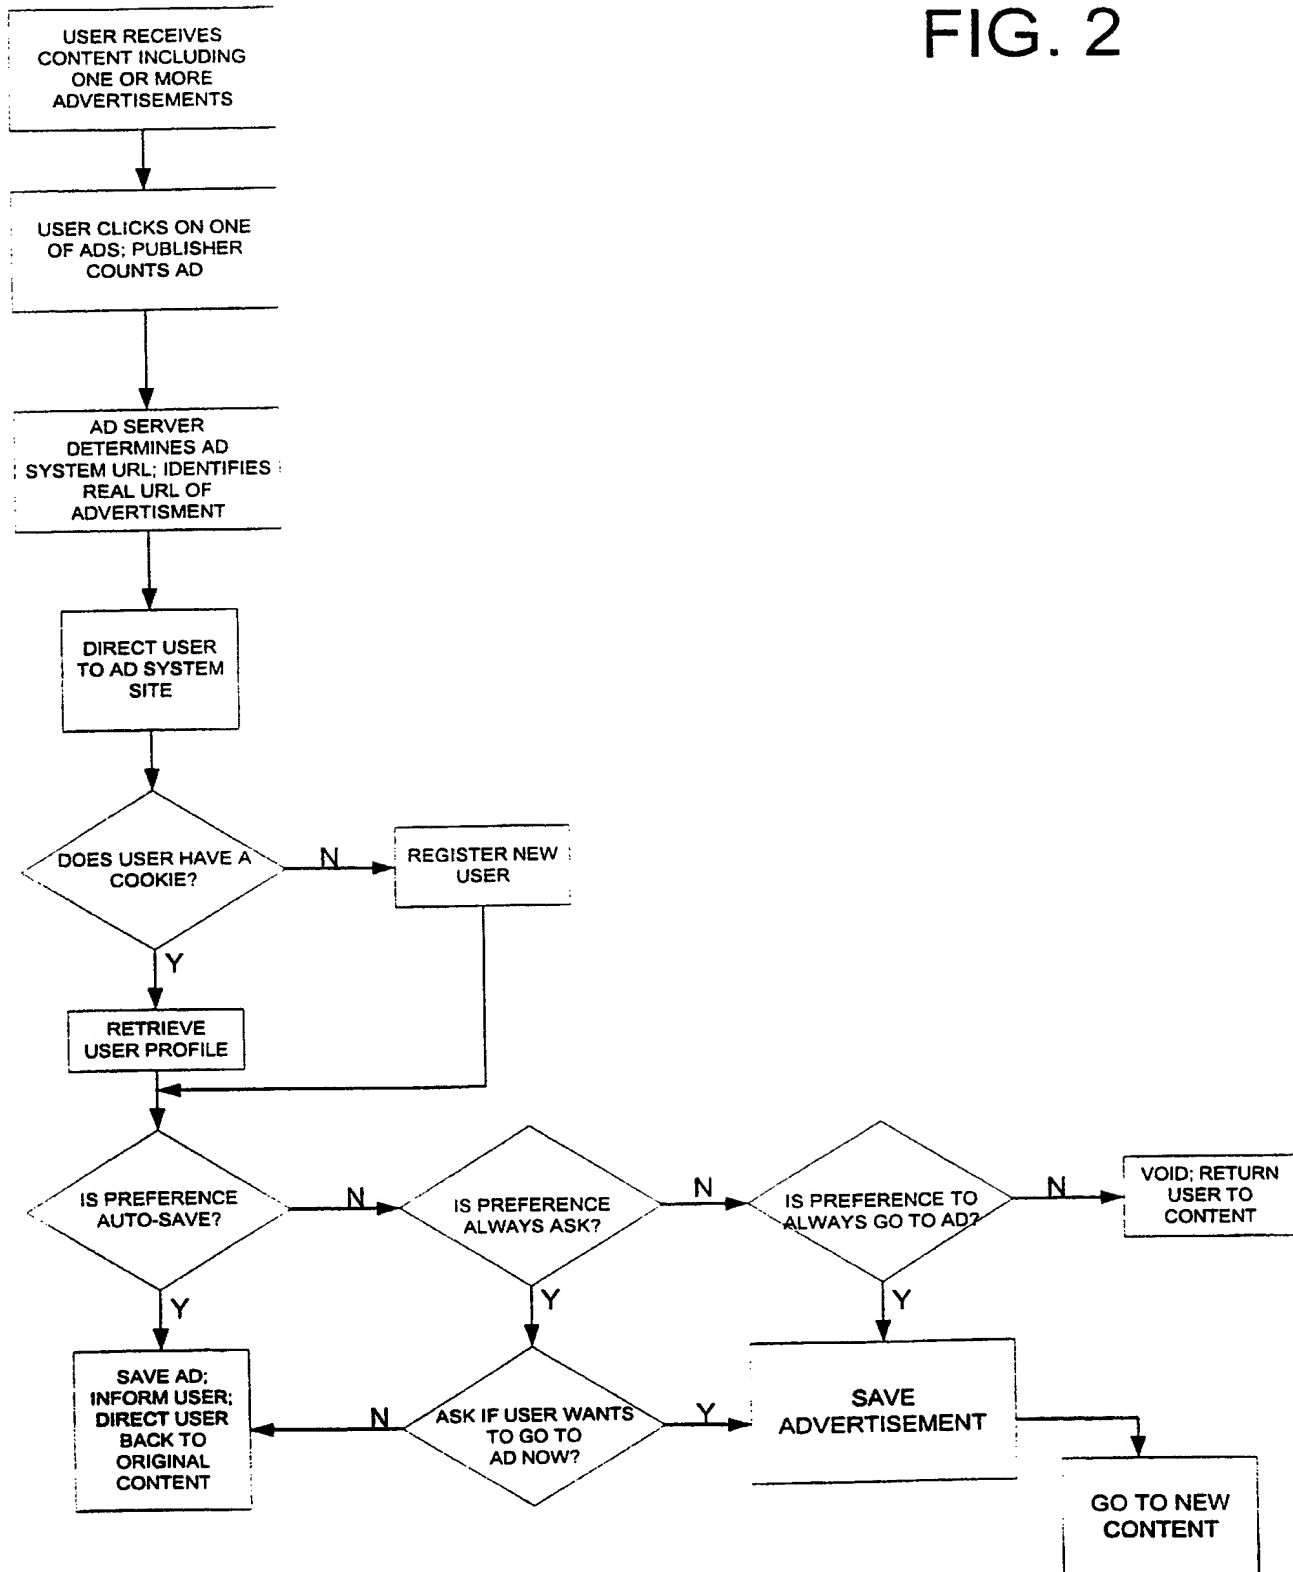 FIG. 2
USER RECEIVES
CONTENT INCLUDING
ONE OR MORE
ADVERTISEMENTS
USER CLICKS ON ONE
OF ADS; PUBLISHER
COUNTS AD
AD SERVER
DETERMINES AD
SYSTEM URL; IDENTIFIES
REAL URL OF
ADVERTISMENT
DIRECT USER
TO AD SYSTEM
SITE
DOES USER HAVE A
COOKIE?
N
REGISTER NEW
USER
Y
RETRIEVE
USER PROFILE
IS PREFERENCE
AUTO-SAVE?
N
IS PREFERENCE
ALWAYS ASK?
N
IS PREFERENCE TO
ALWAYS GO TO AD?
N
VOID; RETURN
USER TO
CONTENT
Y
Y
Y
SAVE AD;
INFORM USER;
DIRECT USER
BACK TO
ORIGINAL
CONTENT
N
ASK IF USER WANTS
TO GO TO
AD NOW?
Y
SAVE
ADVERTISEMENT
GO TO NEW
CONTENT